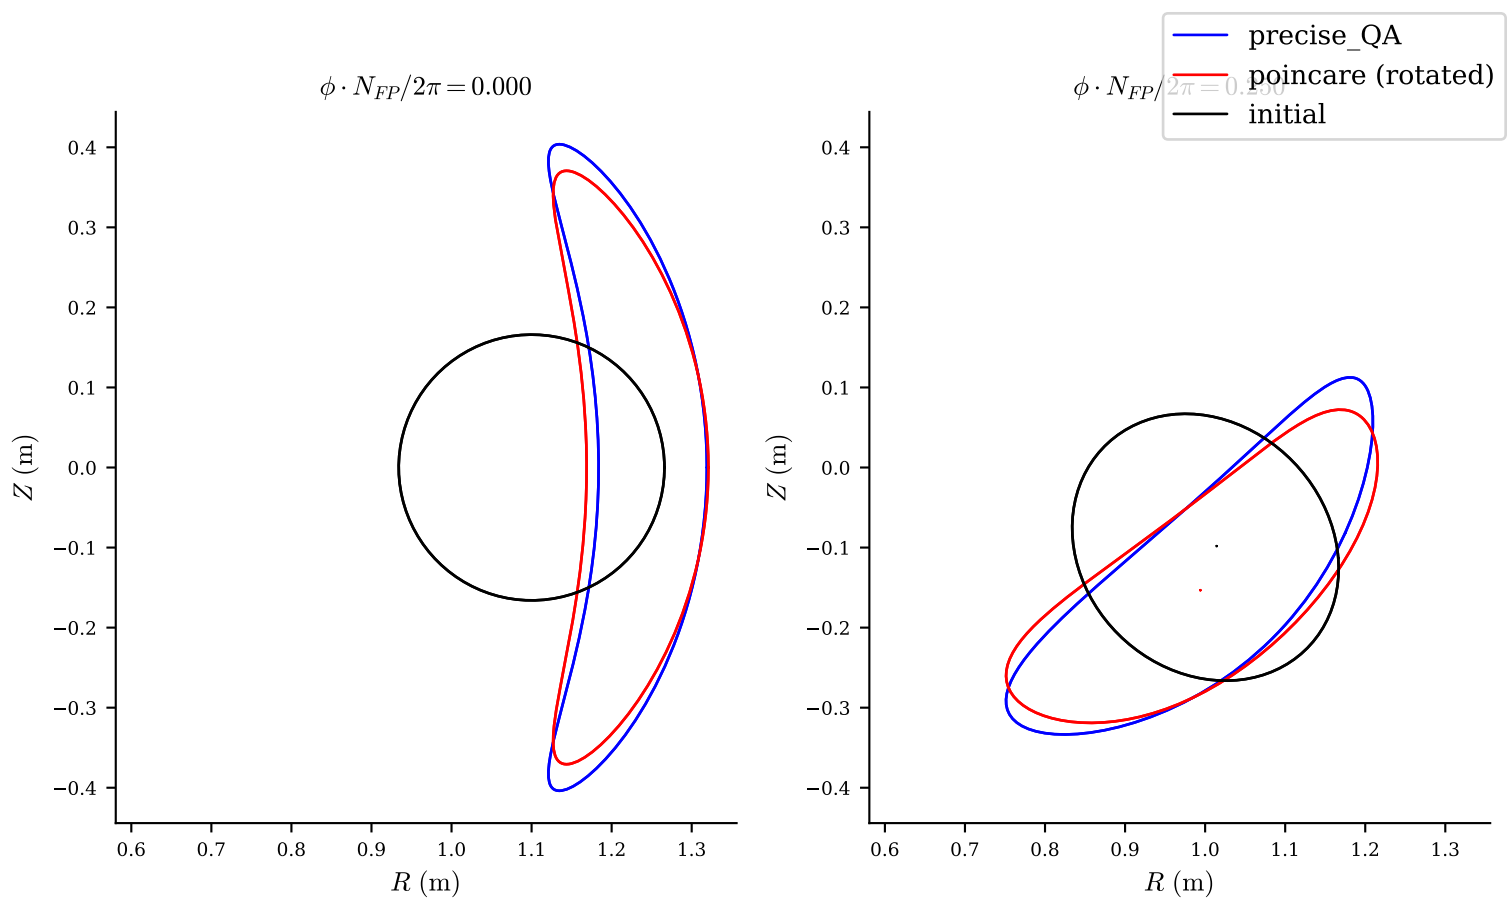 precise_QA
poincare (rotated)
initial
ϕ · N_FP/2π = 0.000
ϕ · N_FP/2π = 0.250
0.4
0.3
0.2
0.1
0.0
−0.1
−0.2
−0.3
−0.4
Z (m)
0.6 0.7 0.8 0.9 1.0 1.1 1.2 1.3
R (m)
0.4
0.3
0.2
0.1
0.0
−0.1
−0.2
−0.3
−0.4
Z (m)
0.6 0.7 0.8 0.9 1.0 1.1 1.2 1.3
R (m)